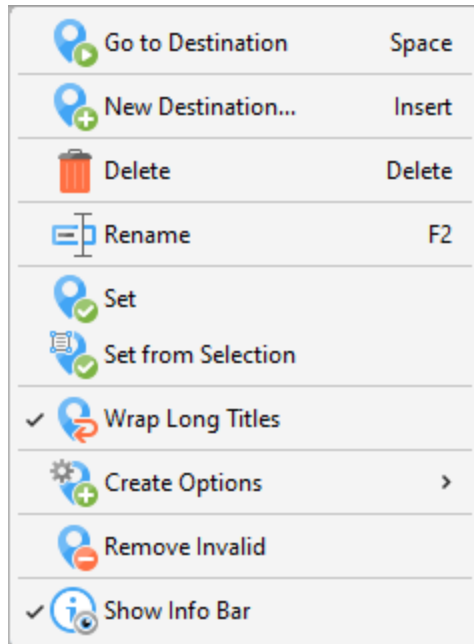 Go to Destination Space
New Destination... Insert
Delete Delete
Rename F2
Set
Set from Selection
Wrap Long Titles
Create Options
Remove Invalid
Show Info Bar